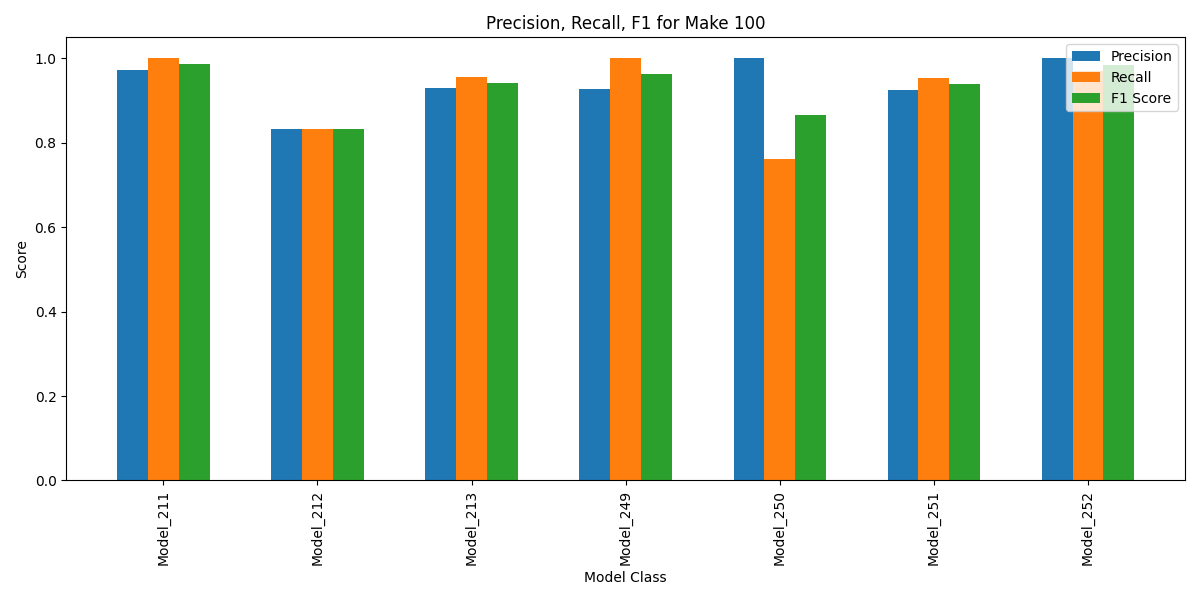 Precision, Recall, F1 for Make 100
Precision
Recall
F1 Score
Score
1.0
0.8
0.6
0.4
0.2
0.0
Model_211
Model_212
Model_213
Model_249
Model_250
Model_251
Model_252
Model Class